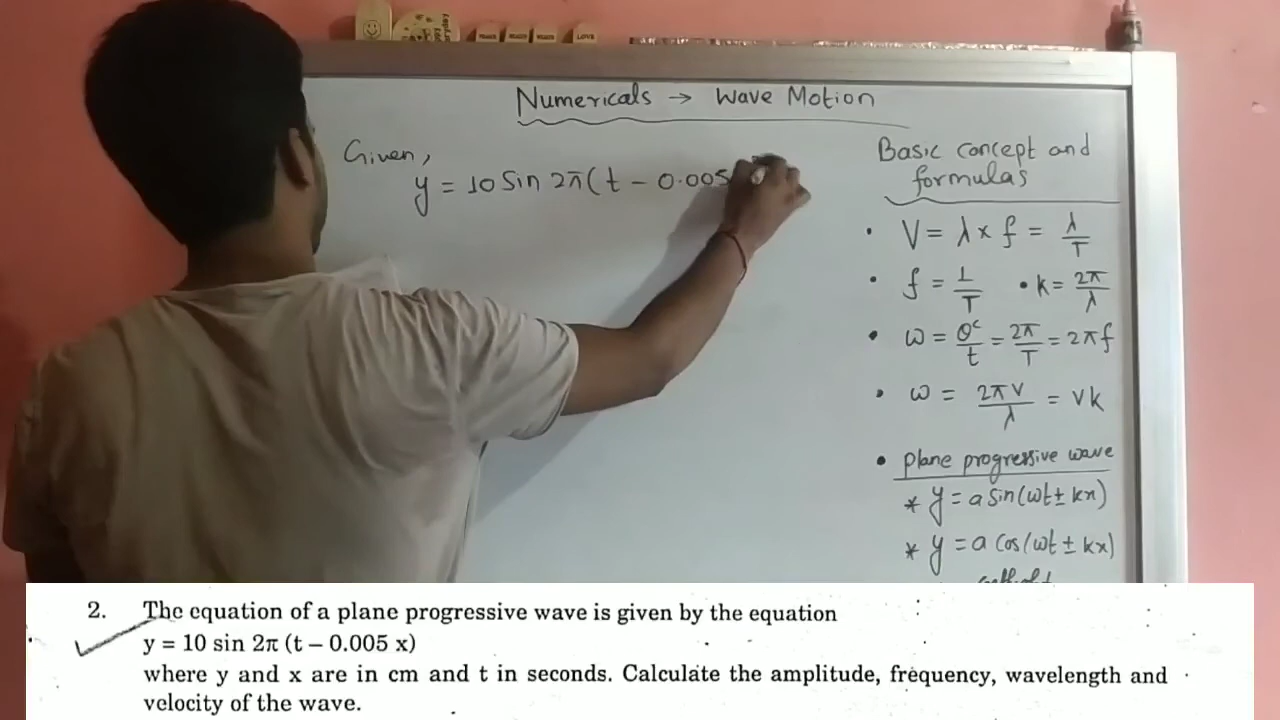 Numericals → Wave Motion
Given,
y = 10 Sin 2π(t - 0.005
Basic concept and
formulas
• V = λ × f = λ/T
• f = 1/T • k = 2π/λ
• ω = θᶜ/t = 2π/T = 2πf
• ω = 2πV/λ = Vk
• plane progressive wave
* y = a Sin(ωt ± kx)
* y = a Cos(ωt ± kx)
2. The equation of a plane progressive wave is given by the equation
y = 10 sin 2π (t – 0.005 x)
where y and x are in cm and t in seconds. Calculate the amplitude, frequency, wavelength and
velocity of the wave.